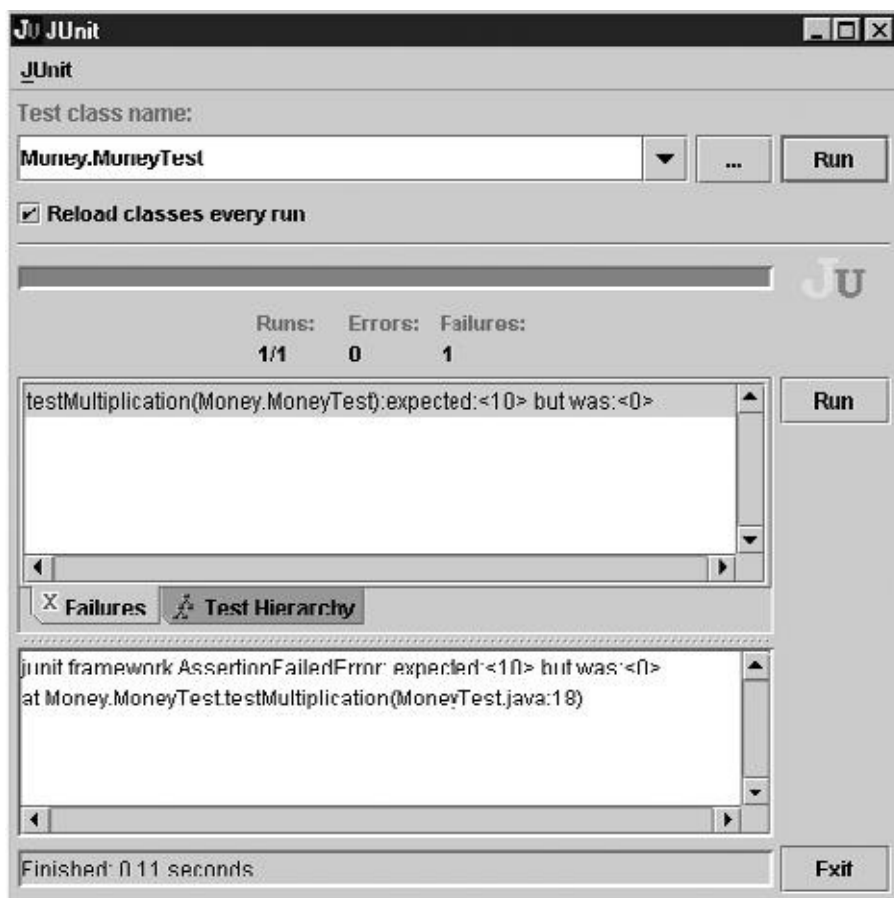 JU JUnit
JUnit
Test class name:
Money.MoneyTest
... Run
Reload classes every run
JU
Runs: Errors: Failures:
1/1 0 1
testMultiplication(Money.MoneyTest):expected:<10> but was:<0>
Run
X Failures Test Hierarchy
junit.framework.AssertionFailedError: expected:<10> but was:<0>
at Money.MoneyTest.testMultiplication(MoneyTest.java:18)
Finished: 0.11 seconds
Exit